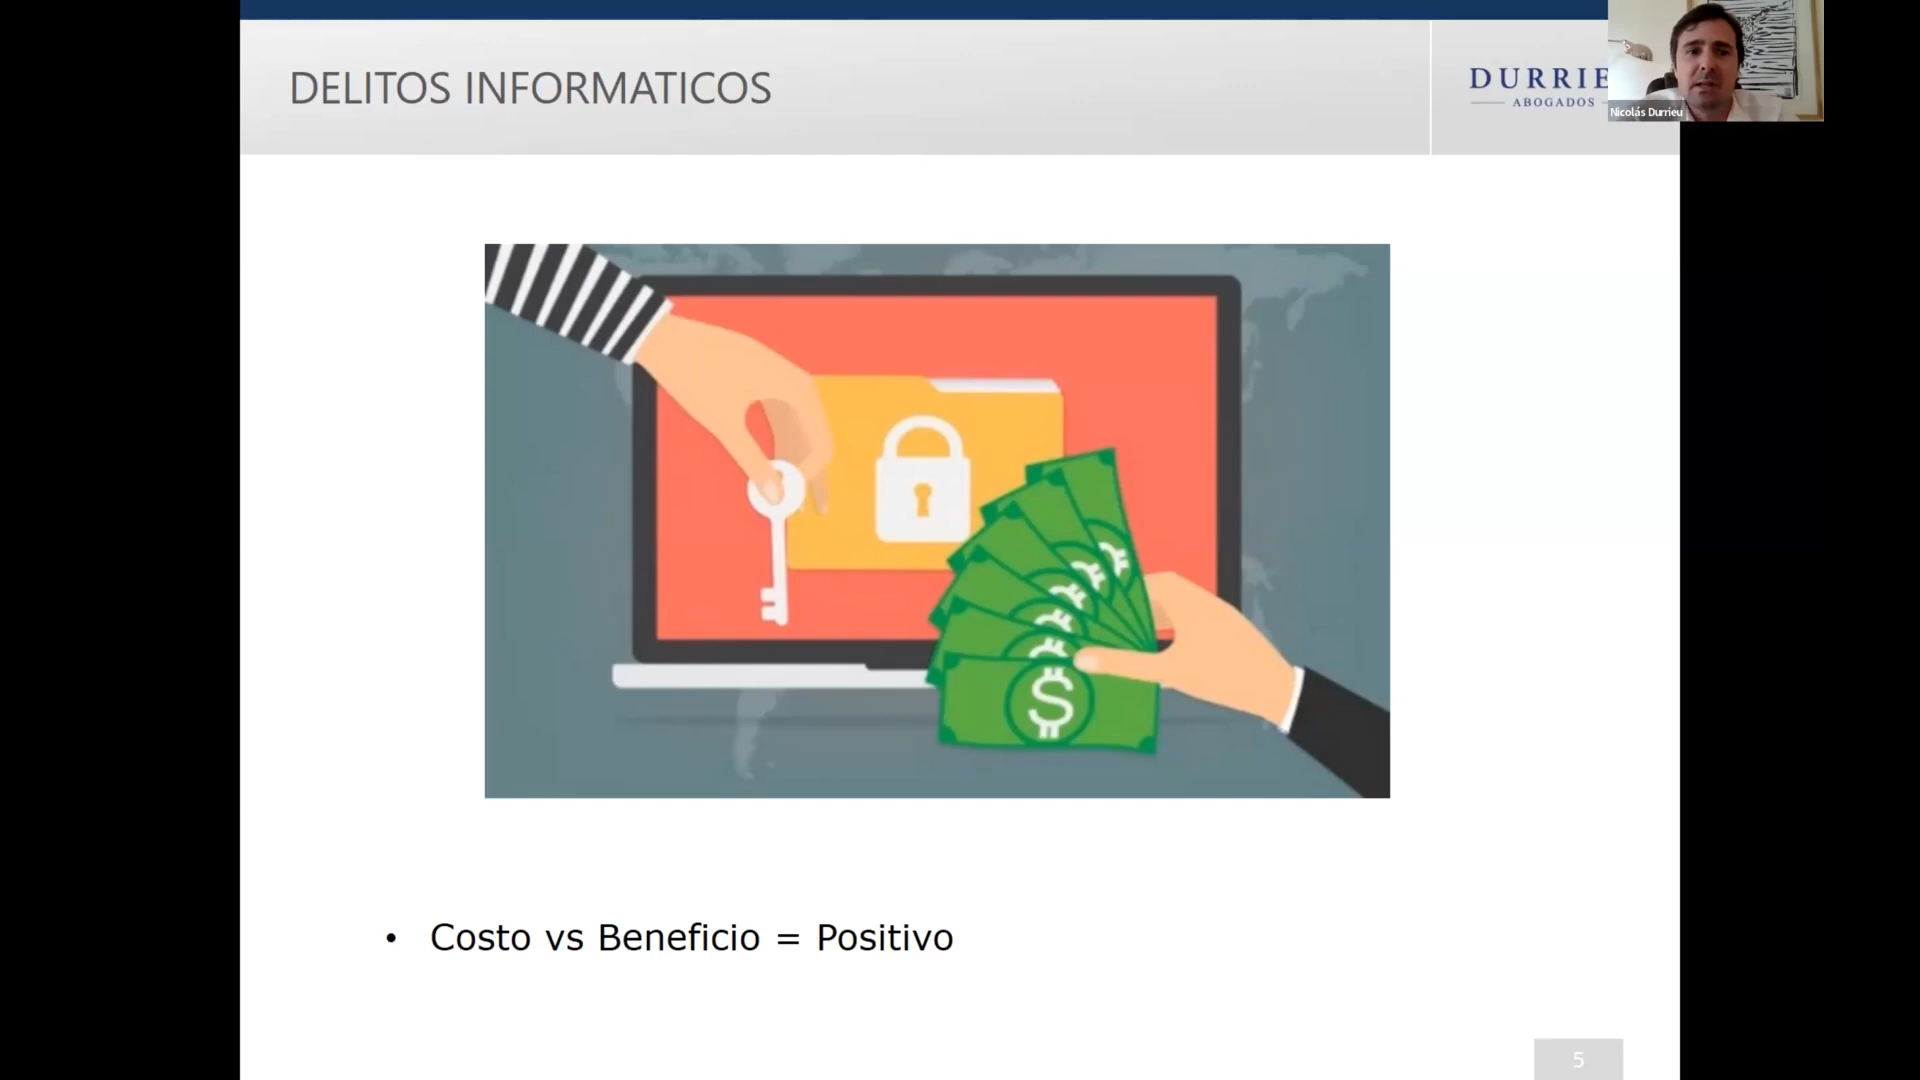 DELITOS INFORMATICOS
DURRIE
ABOGADOS
Nicolás Durrieu
$
• Costo vs Beneficio = Positivo
5